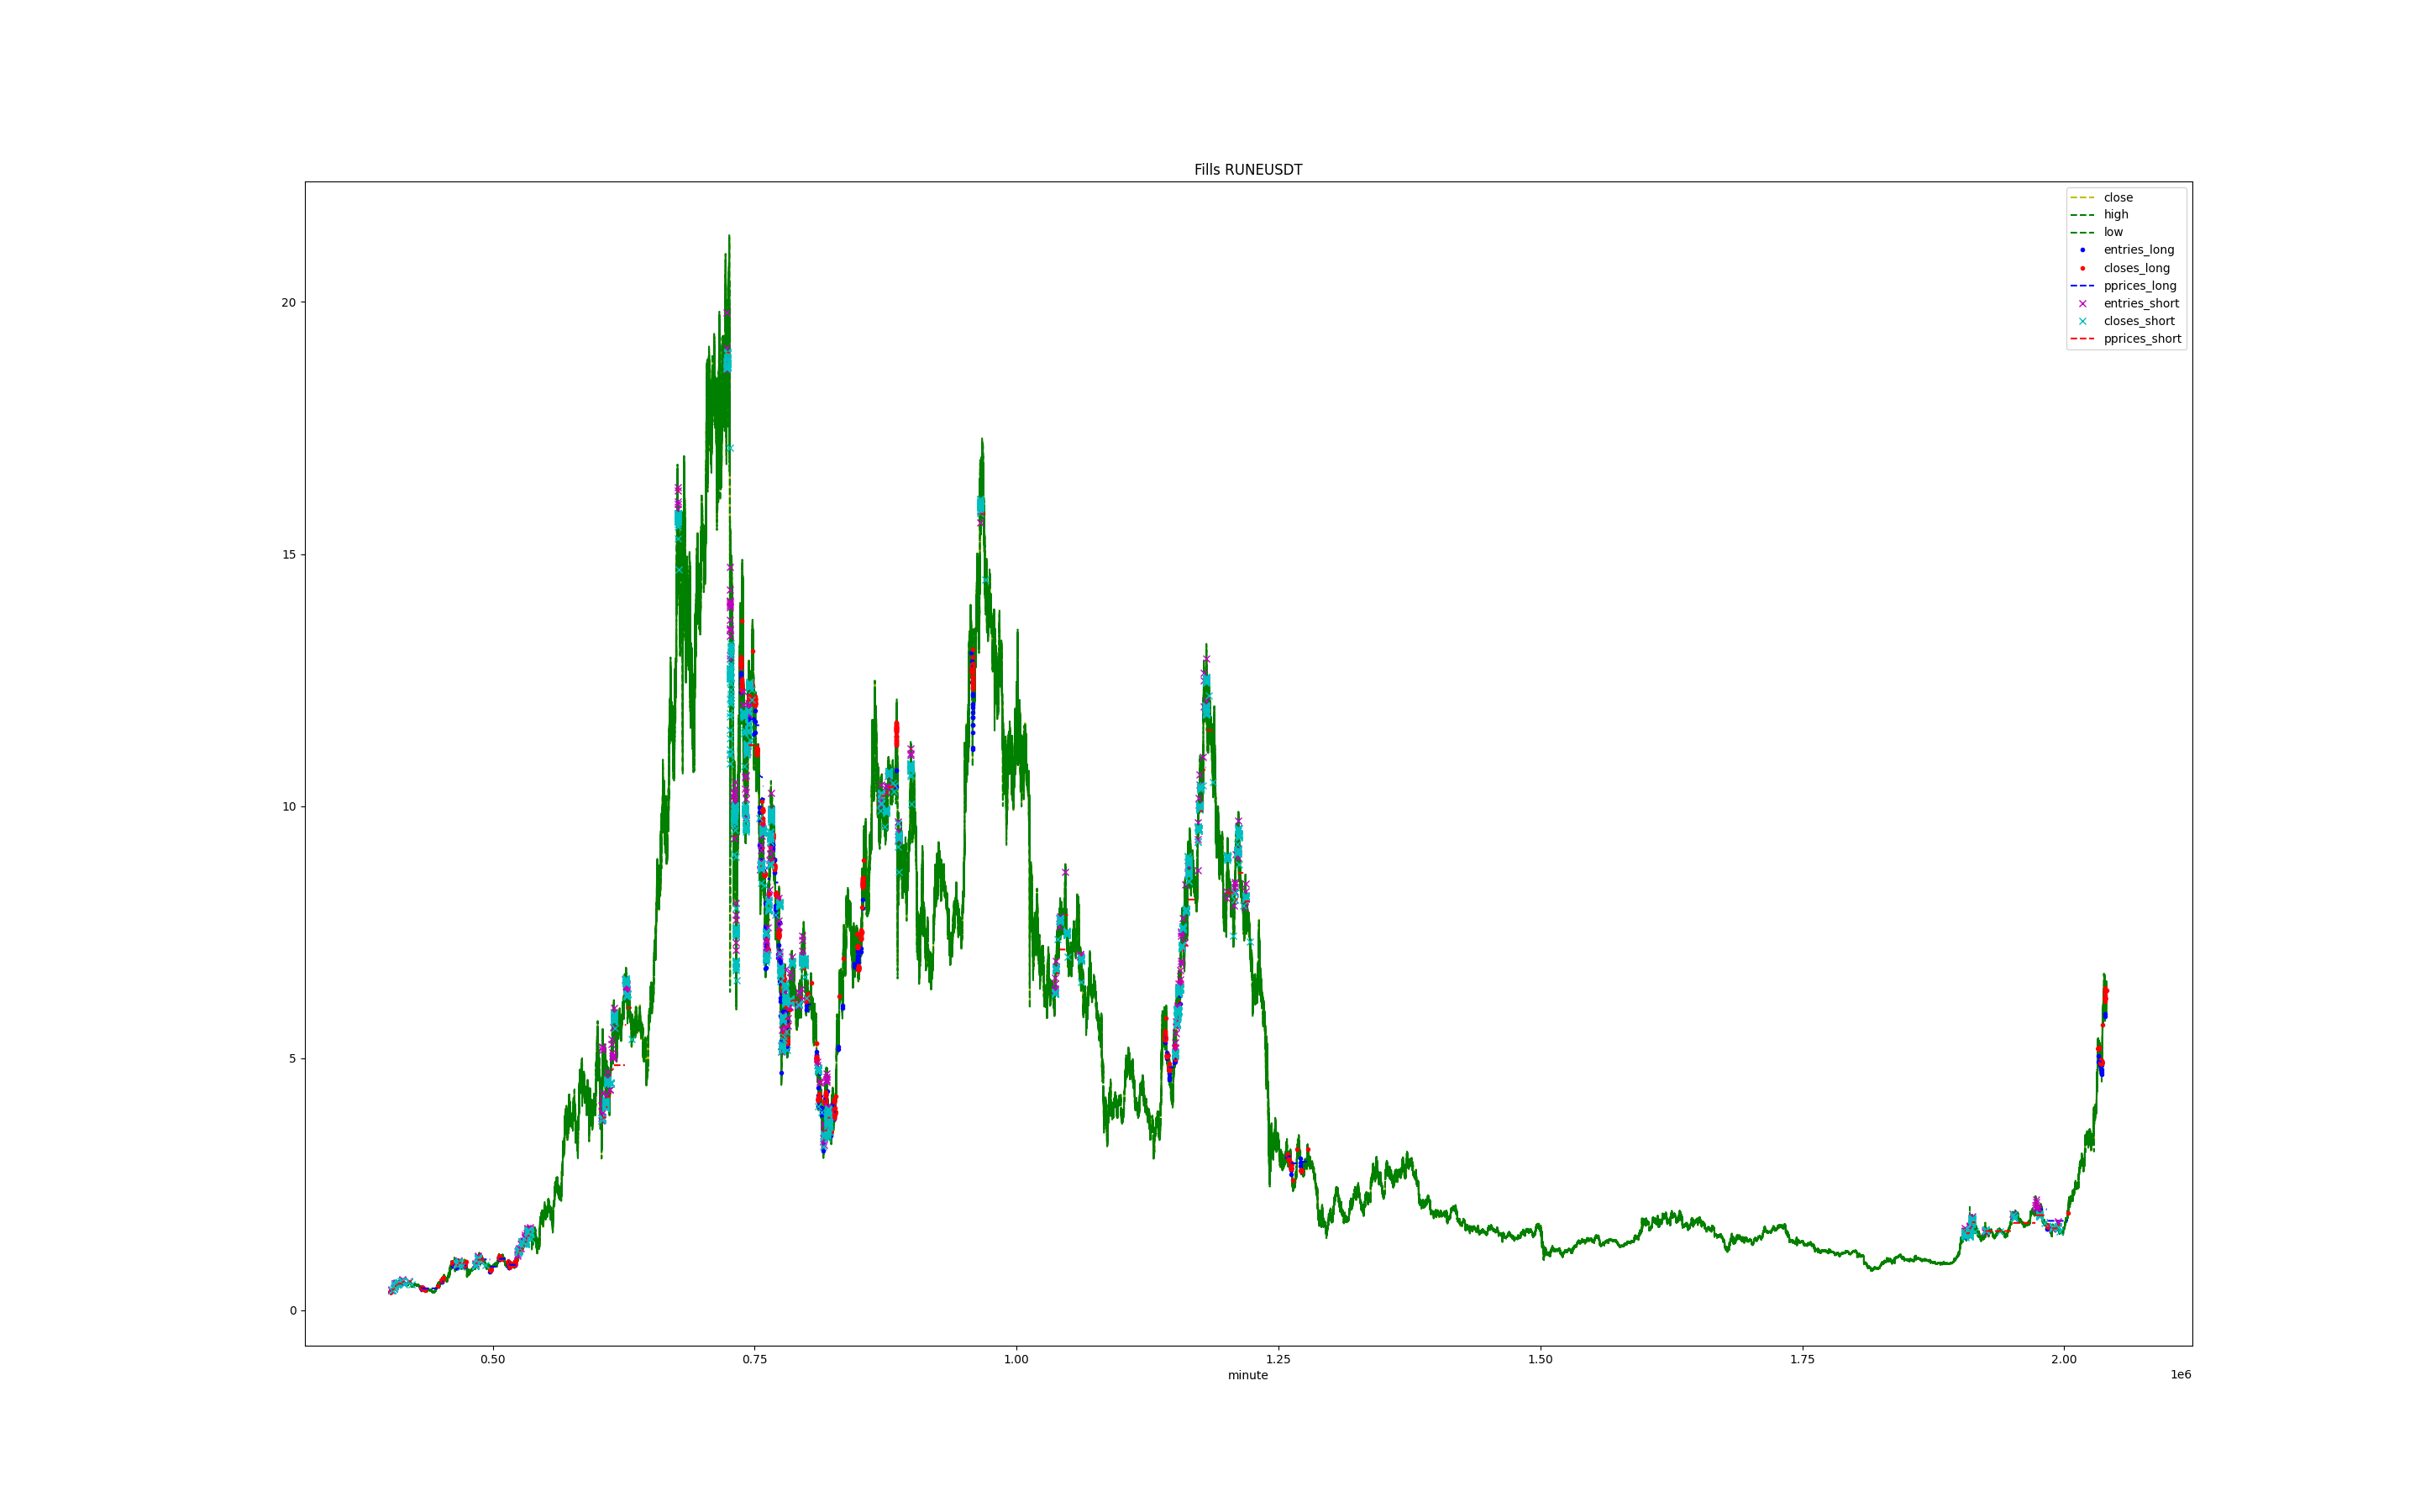 Fills RUNEUSDT
close
high
low
entries_long
closes_long
pprices_long
entries_short
closes_short
pprices_short
20
15
10
5
0
0.50 0.75 1.00 1.25 1.50 1.75 2.00
minute
1e6